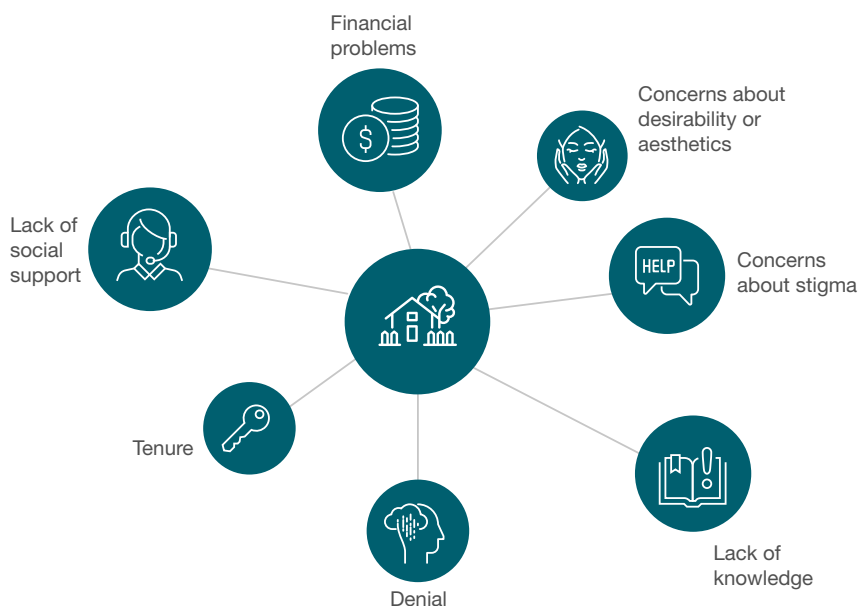 Financial
problems
Concerns about
desirability or
aesthetics
$
Lack of
social
support
HELP
Concerns
about stigma
Tenure
Lack of
knowledge
Denial